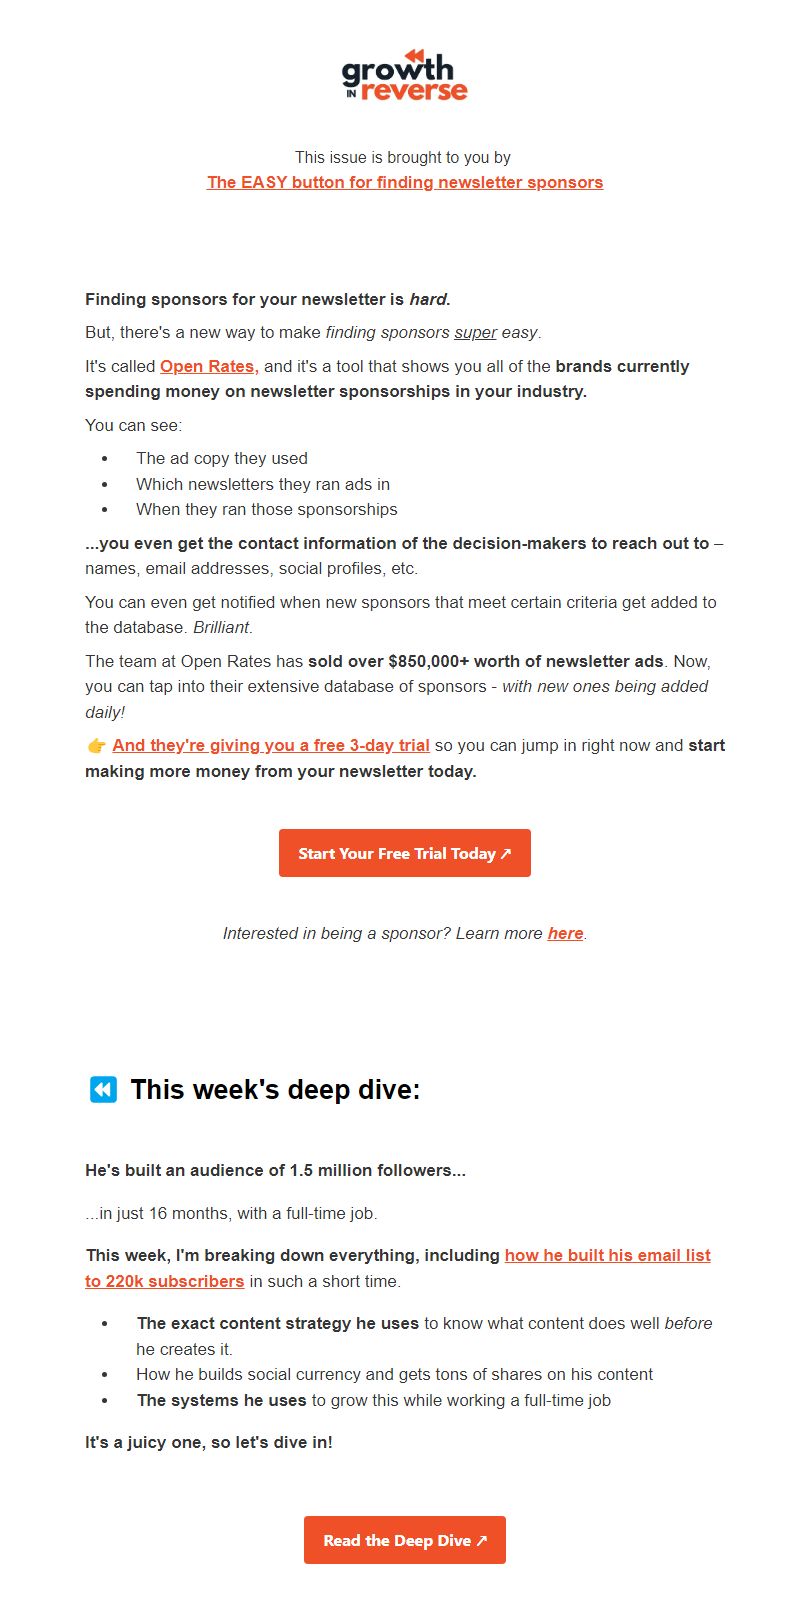 growth
IN reverse
This issue is brought to you by
The EASY button for finding newsletter sponsors
Finding sponsors for your newsletter is hard.
But, there's a new way to make finding sponsors super easy.
It's called Open Rates, and it's a tool that shows you all of the brands currently
spending money on newsletter sponsorships in your industry.
You can see:
• The ad copy they used
• Which newsletters they ran ads in
• When they ran those sponsorships
...you even get the contact information of the decision-makers to reach out to –
names, email addresses, social profiles, etc.
You can even get notified when new sponsors that meet certain criteria get added to
the database. Brilliant.
The team at Open Rates has sold over $850,000+ worth of newsletter ads. Now,
you can tap into their extensive database of sponsors - with new ones being added
daily!
👉 And they're giving you a free 3-day trial so you can jump in right now and start
making more money from your newsletter today.
Start Your Free Trial Today ↗
Interested in being a sponsor? Learn more here.
⏪ This week's deep dive:
He's built an audience of 1.5 million followers...
...in just 16 months, with a full-time job.
This week, I'm breaking down everything, including how he built his email list
to 220k subscribers in such a short time.
• The exact content strategy he uses to know what content does well before
he creates it.
• How he builds social currency and gets tons of shares on his content
• The systems he uses to grow this while working a full-time job
It's a juicy one, so let's dive in!
Read the Deep Dive ↗